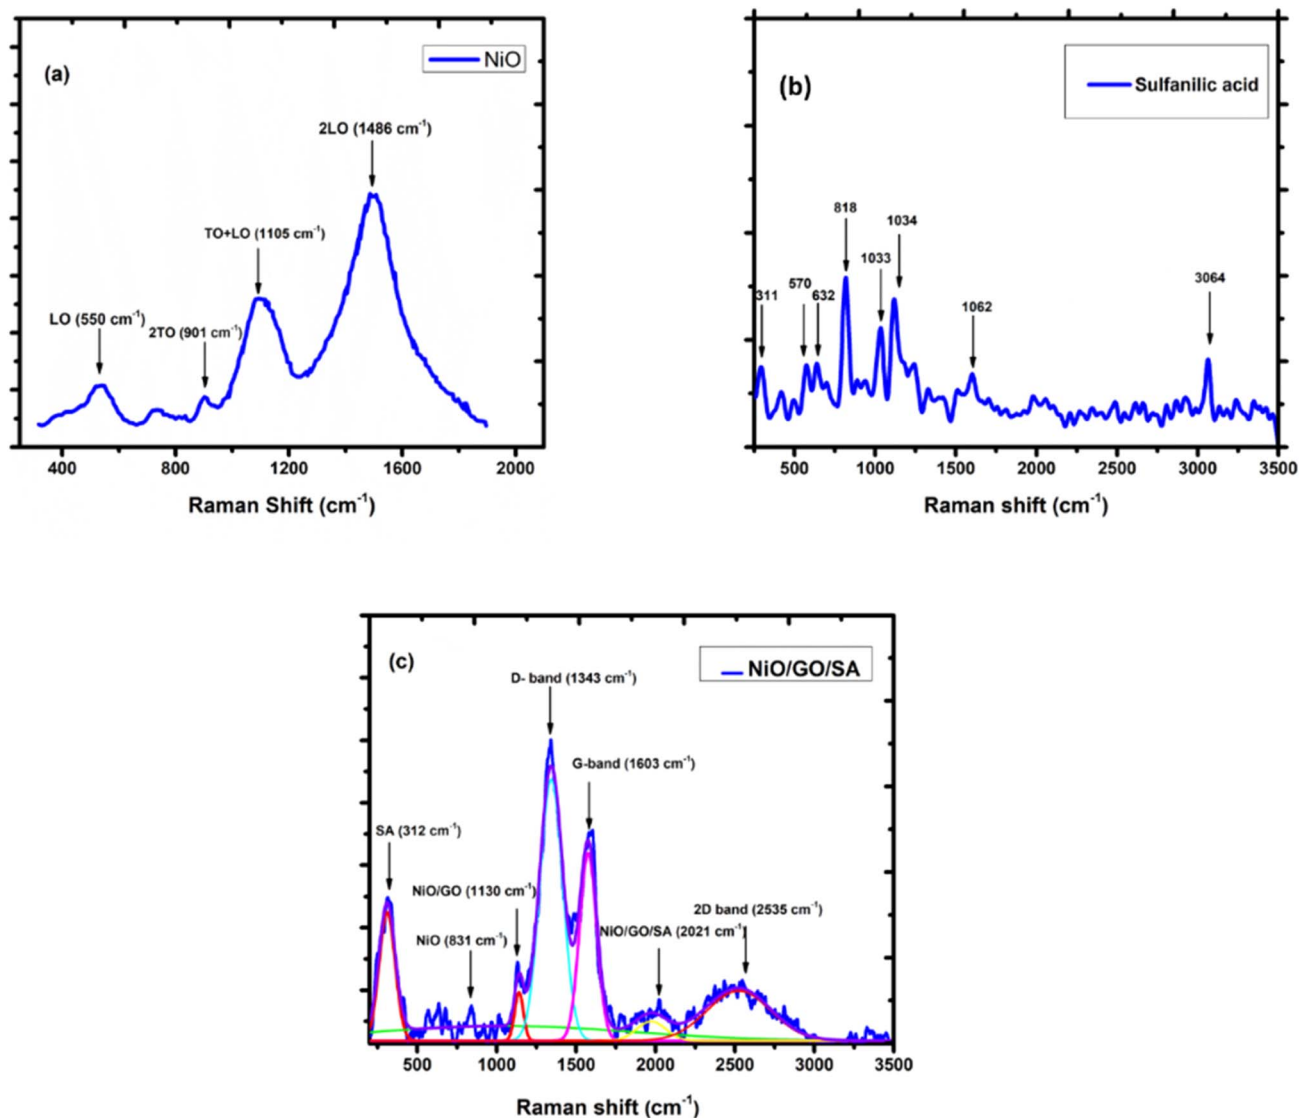 (a)
NiO
2LO (1486 cm⁻¹)
TO+LO (1105 cm⁻¹)
LO (550 cm⁻¹)
2TO (901 cm⁻¹)
400 800 1200 1600 2000
Raman Shift (cm⁻¹)
(b)
Sulfanilic acid
818
1034
1033
3064
570
311
632
1062
500 1000 1500 2000 2500 3000 3500
Raman shift (cm⁻¹)
(c)
NiO/GO/SA
D- band (1343 cm⁻¹)
G-band (1603 cm⁻¹)
SA (312 cm⁻¹)
NiO/GO (1130 cm⁻¹)
2D band (2535 cm⁻¹)
NiO/GO/SA (2021 cm⁻¹)
NiO (831 cm⁻¹)
500 1000 1500 2000 2500 3000 3500
Raman shift (cm⁻¹)